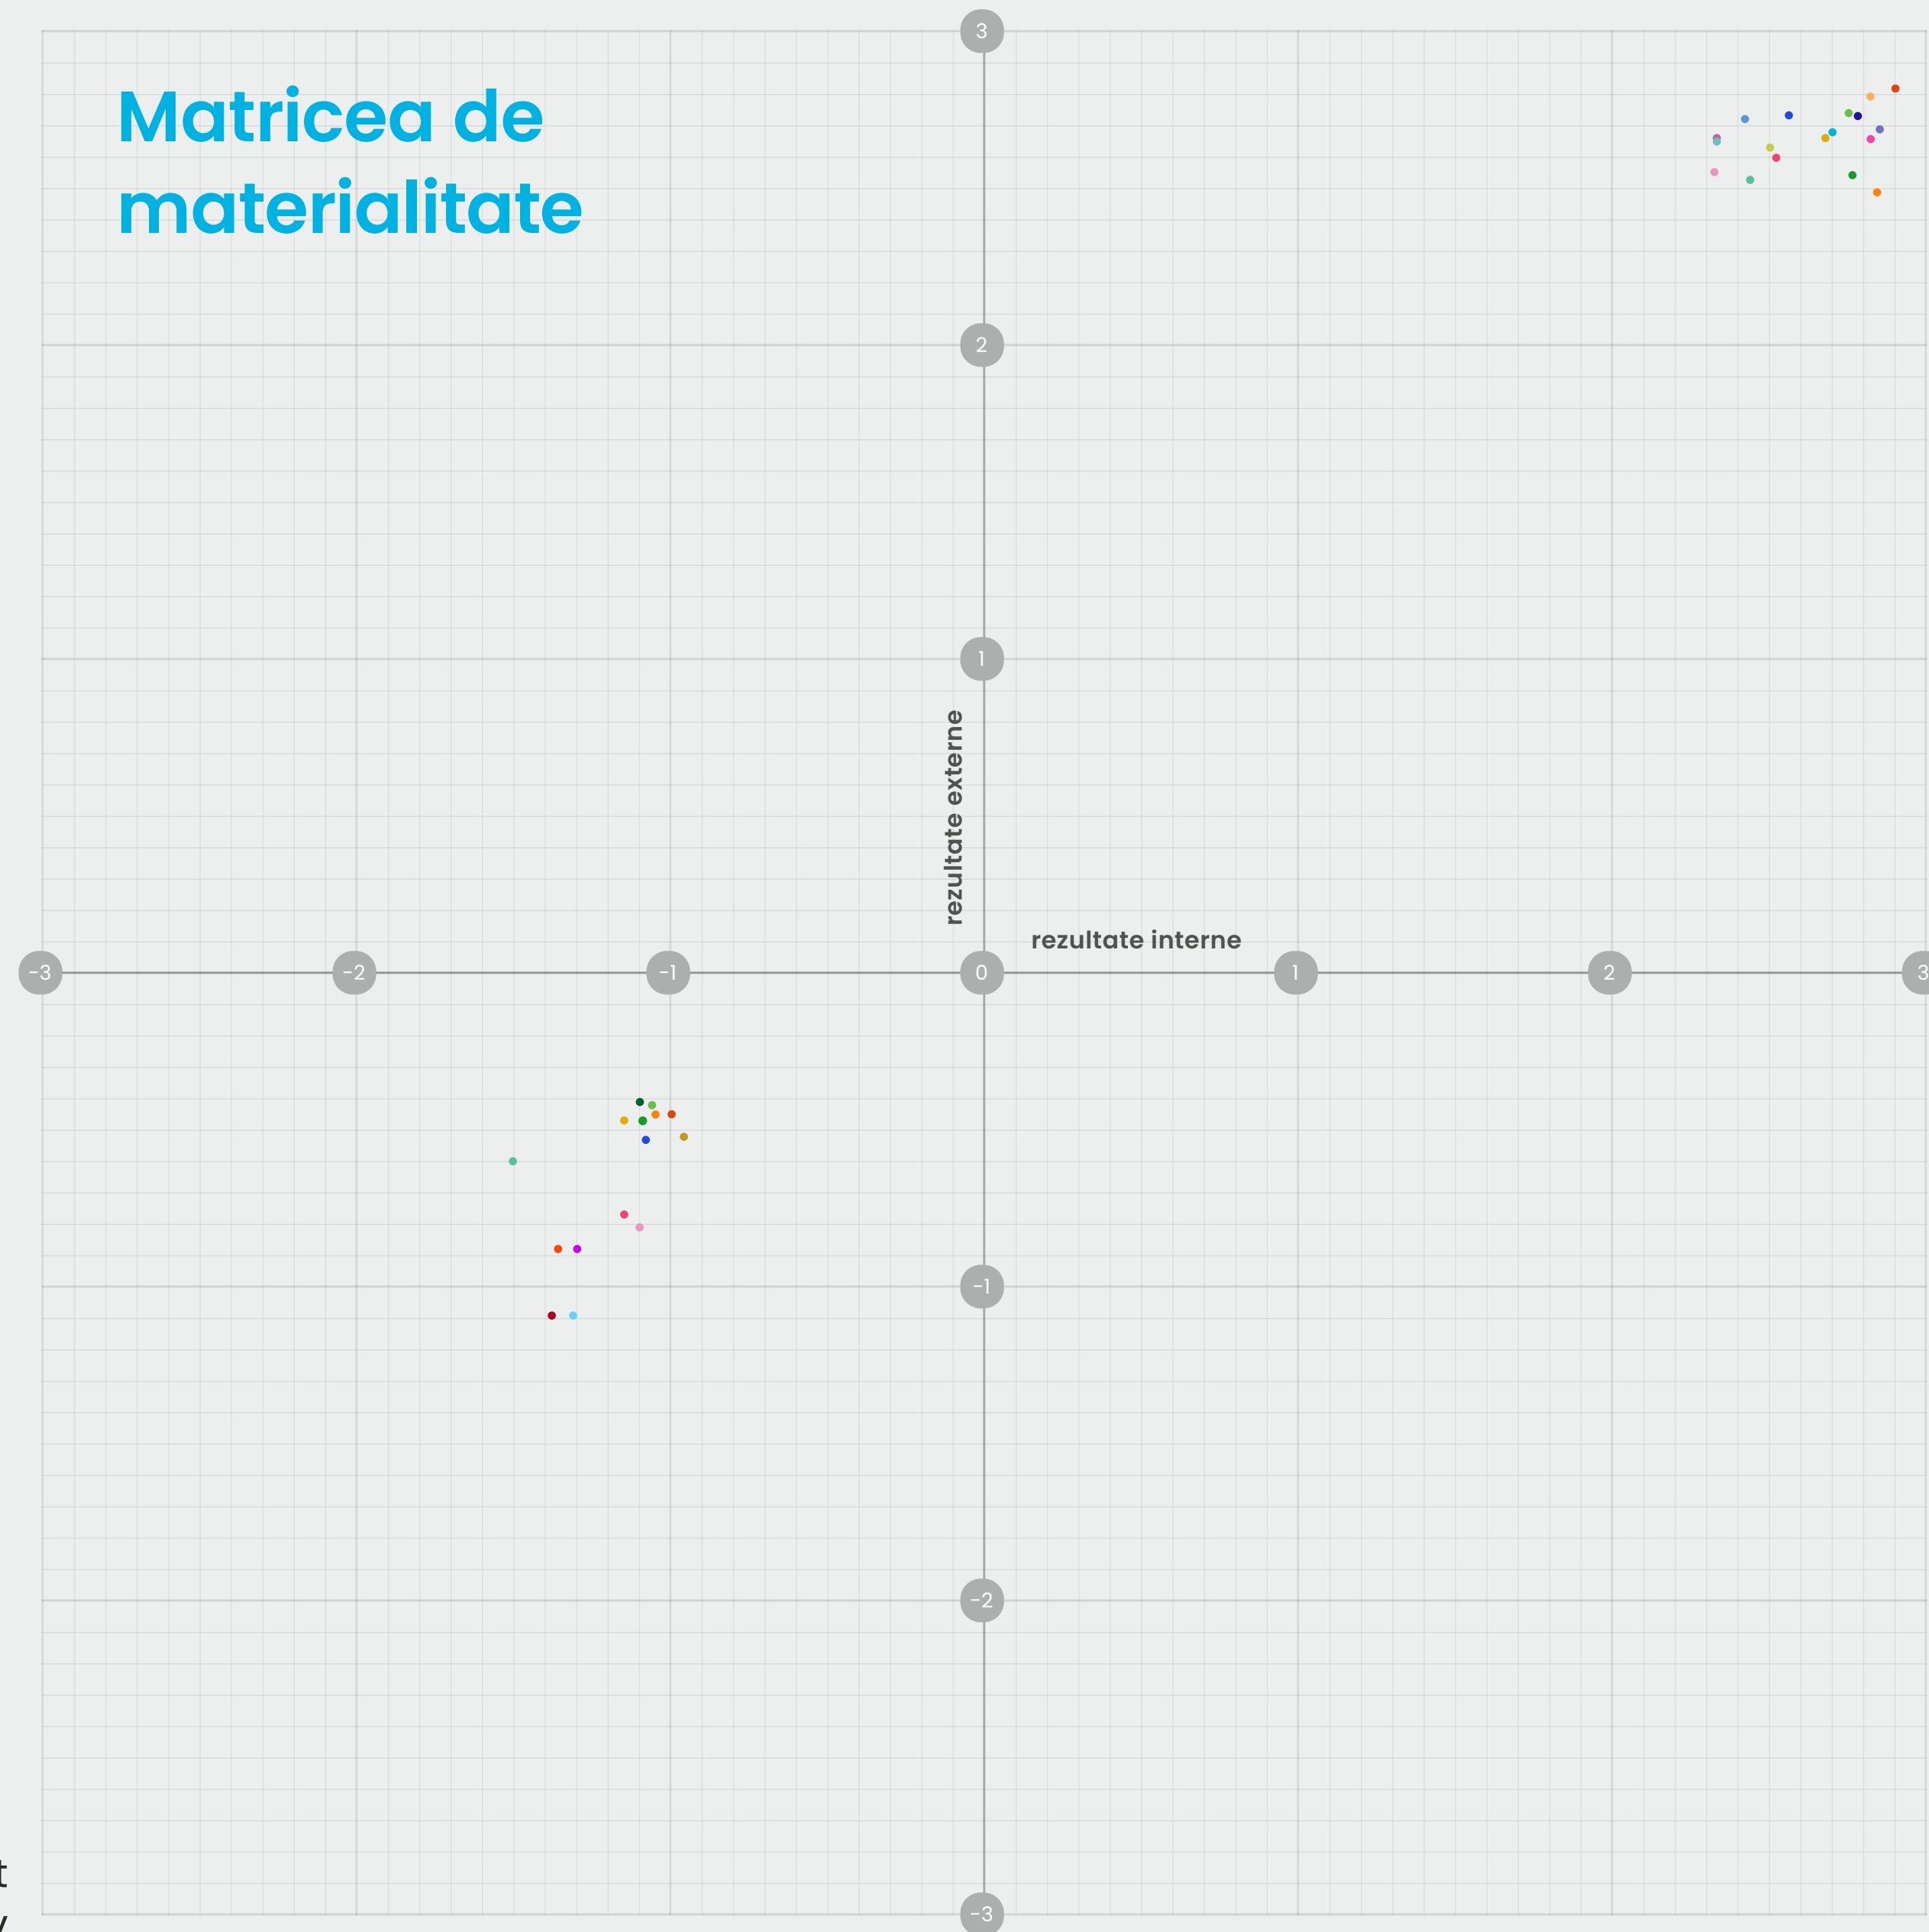 3
Matricea de
materialitate
2
1
rezultate externe
rezultate interne
−3 −2 −1 0 1 2 3
−1
−2
t
y
−3